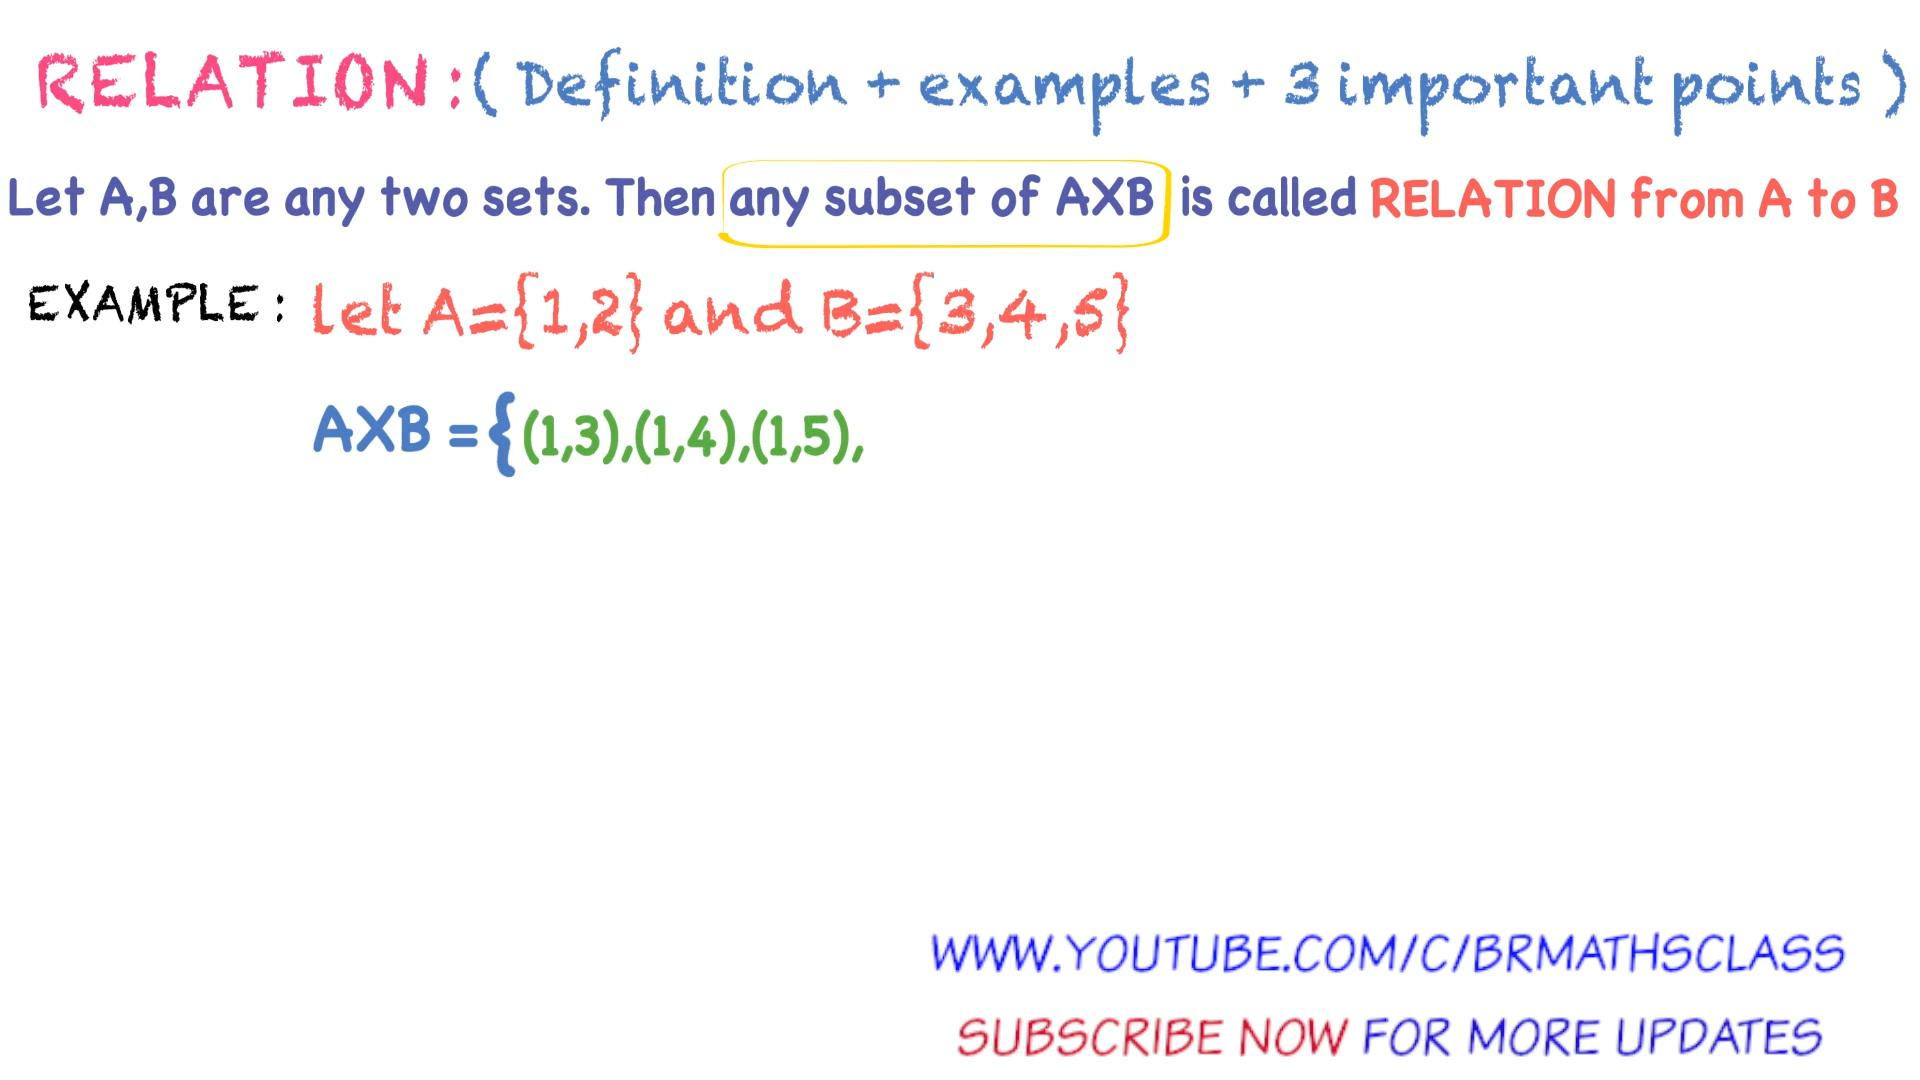 RELATION : ( Definition + examples + 3 important points )
Let A,B are any two sets. Then any subset of AXB is called RELATION from A to B
EXAMPLE : let A={1,2} and B={3,4,5}
AXB = { (1,3),(1,4),(1,5),
WWW.YOUTUBE.COM/C/BRMATHSCLASS
SUBSCRIBE NOW FOR MORE UPDATES